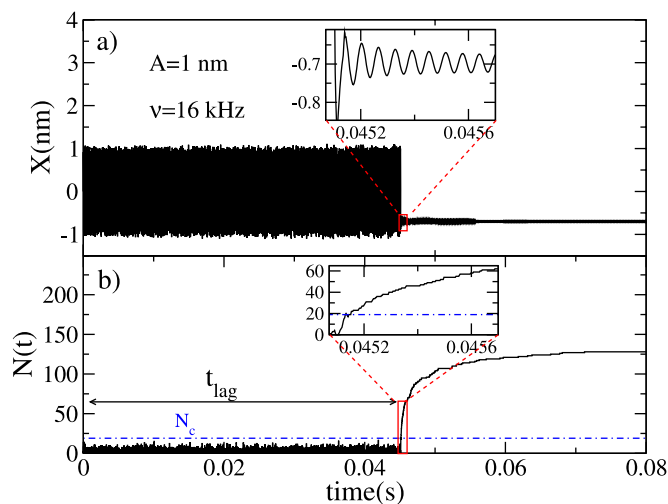 a)
A=1 nm
ν=16 kHz
X(nm)
4
3
2
1
0
-1
-0.7
-0.8
0.0452
0.0456
b)
N(t)
200
150
100
50
0
60
40
20
0
0.0452
0.0456
t_lag
N_c
0
0.02
0.04
0.06
0.08
time(s)